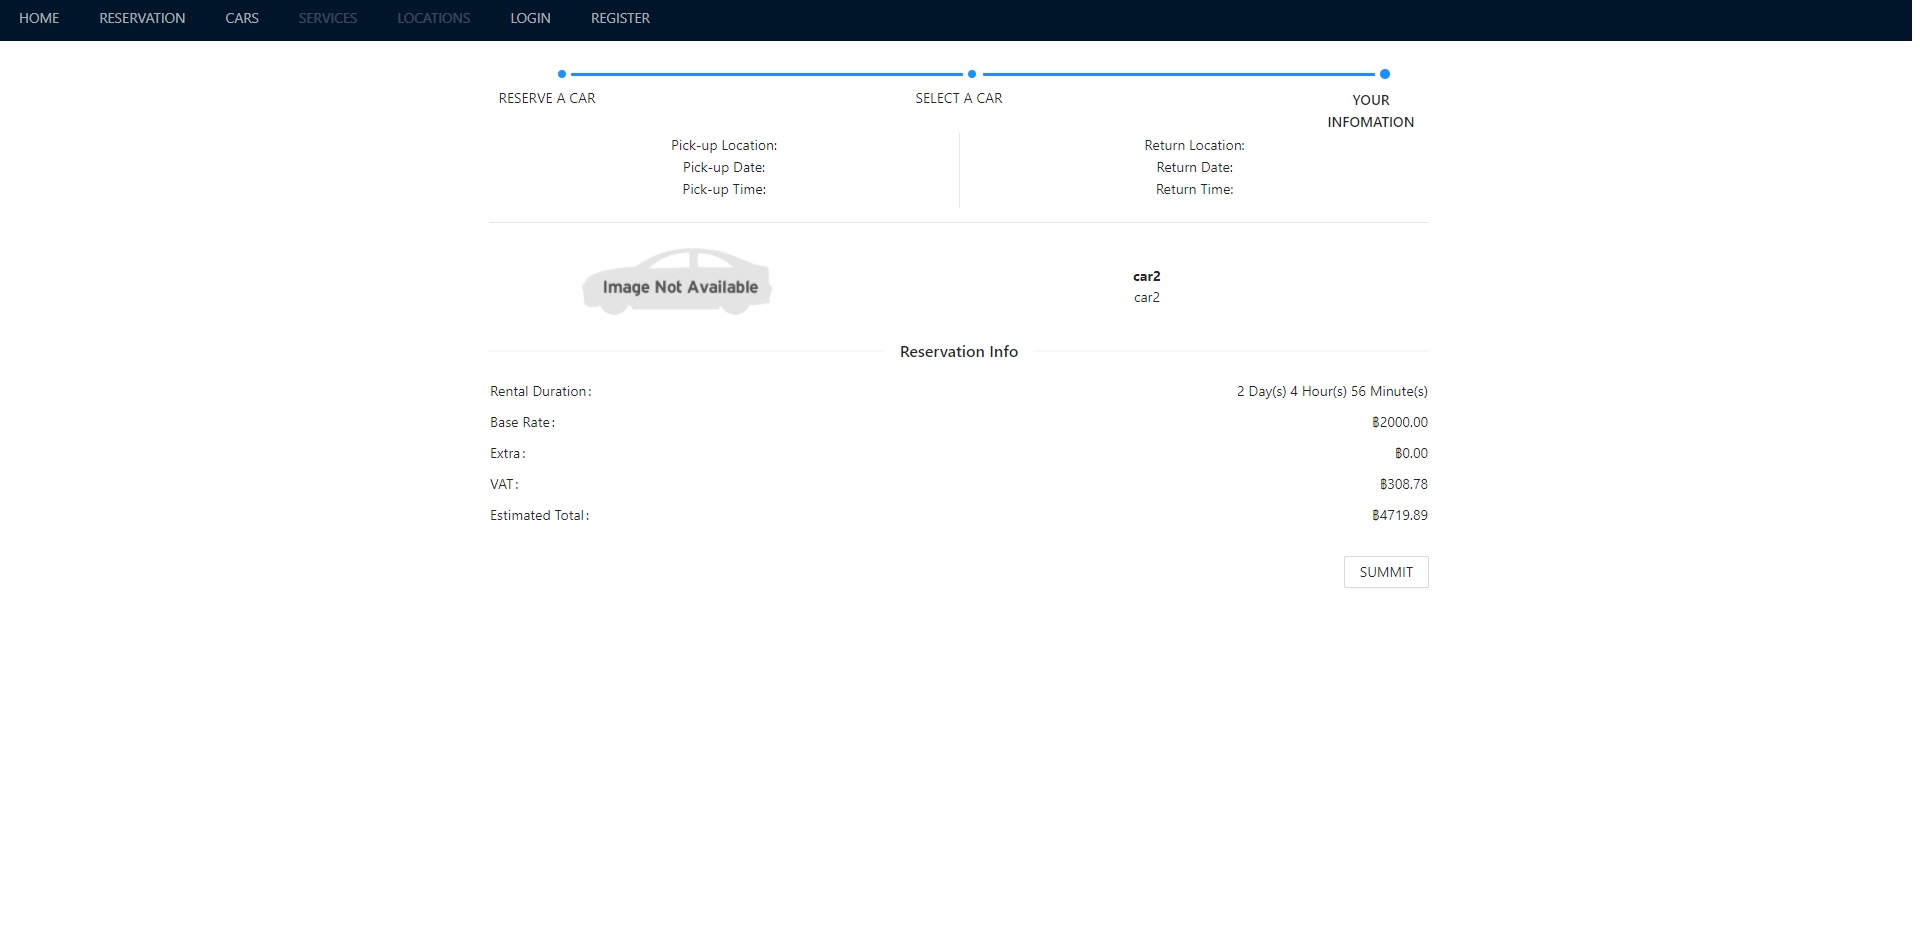 HOME RESERVATION CARS SERVICES LOCATIONS LOGIN REGISTER
RESERVE A CAR
SELECT A CAR
YOUR
INFOMATION
Pick-up Location:
Pick-up Date:
Pick-up Time:
Return Location:
Return Date:
Return Time:
Image Not Available
car2
car2
Reservation Info
Rental Duration: 2 Day(s) 4 Hour(s) 56 Minute(s)
Base Rate: ฿2000.00
Extra: ฿0.00
VAT: ฿308.78
Estimated Total: ฿4719.89
SUMMIT